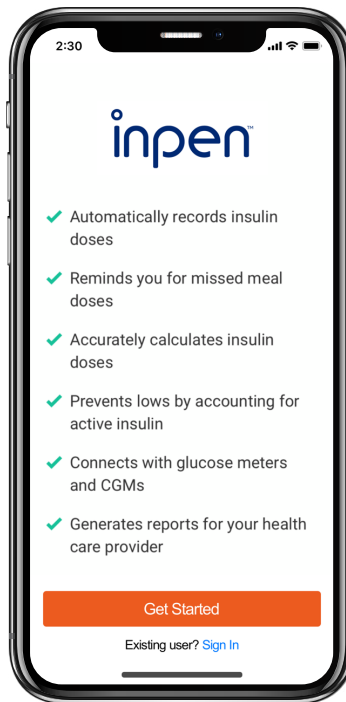 2:30
inpen™
Automatically records insulin
doses
Reminds you for missed meal
doses
Accurately calculates insulin
doses
Prevents lows by accounting for
active insulin
Connects with glucose meters
and CGMs
Generates reports for your health
care provider
Get Started
Existing user? Sign In